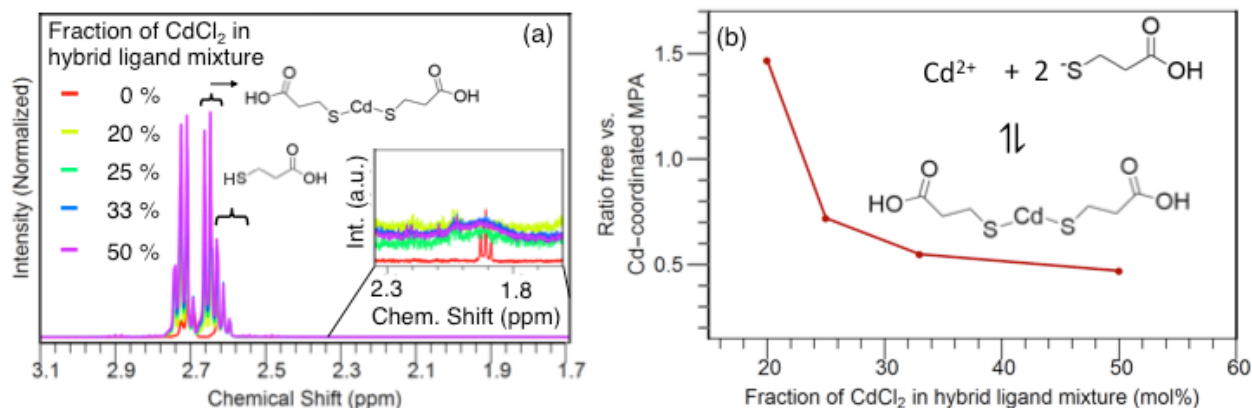 Fraction of CdCl2 in
hybrid ligand mixture
0 %
20 %
25 %
33 %
50 %
(a)
O
HO
S
Cd
S
O
OH
HS
O
OH
Intensity (Normalized)
3.1 2.9 2.7 2.5 2.3 2.1 1.9 1.7
Chemical Shift (ppm)
Int. (a.u.)
2.3 1.8
Chem. Shift (ppm)
(b)
Ratio free vs.
Cd-coordinated MPA
1.5
1.0
0.5
Cd2+ + 2 -S
O
OH
⇌
O
HO
S
Cd
S
O
OH
20 30 40 50 60
Fraction of CdCl2 in hybrid ligand mixture (mol%)